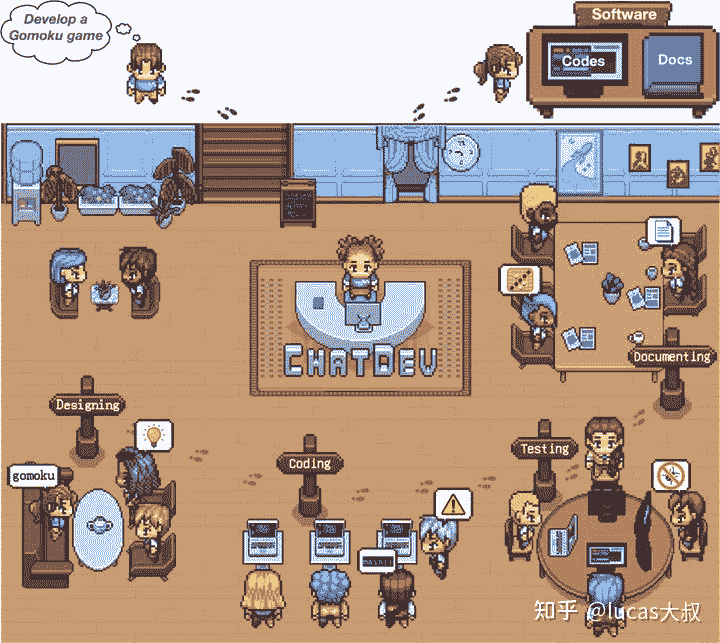 Develop a
Gomoku game
Software
Codes
Docs
CHATDEV
Documenting
Designing
Testing
Coding
gomoku
知乎 @lucas大叔